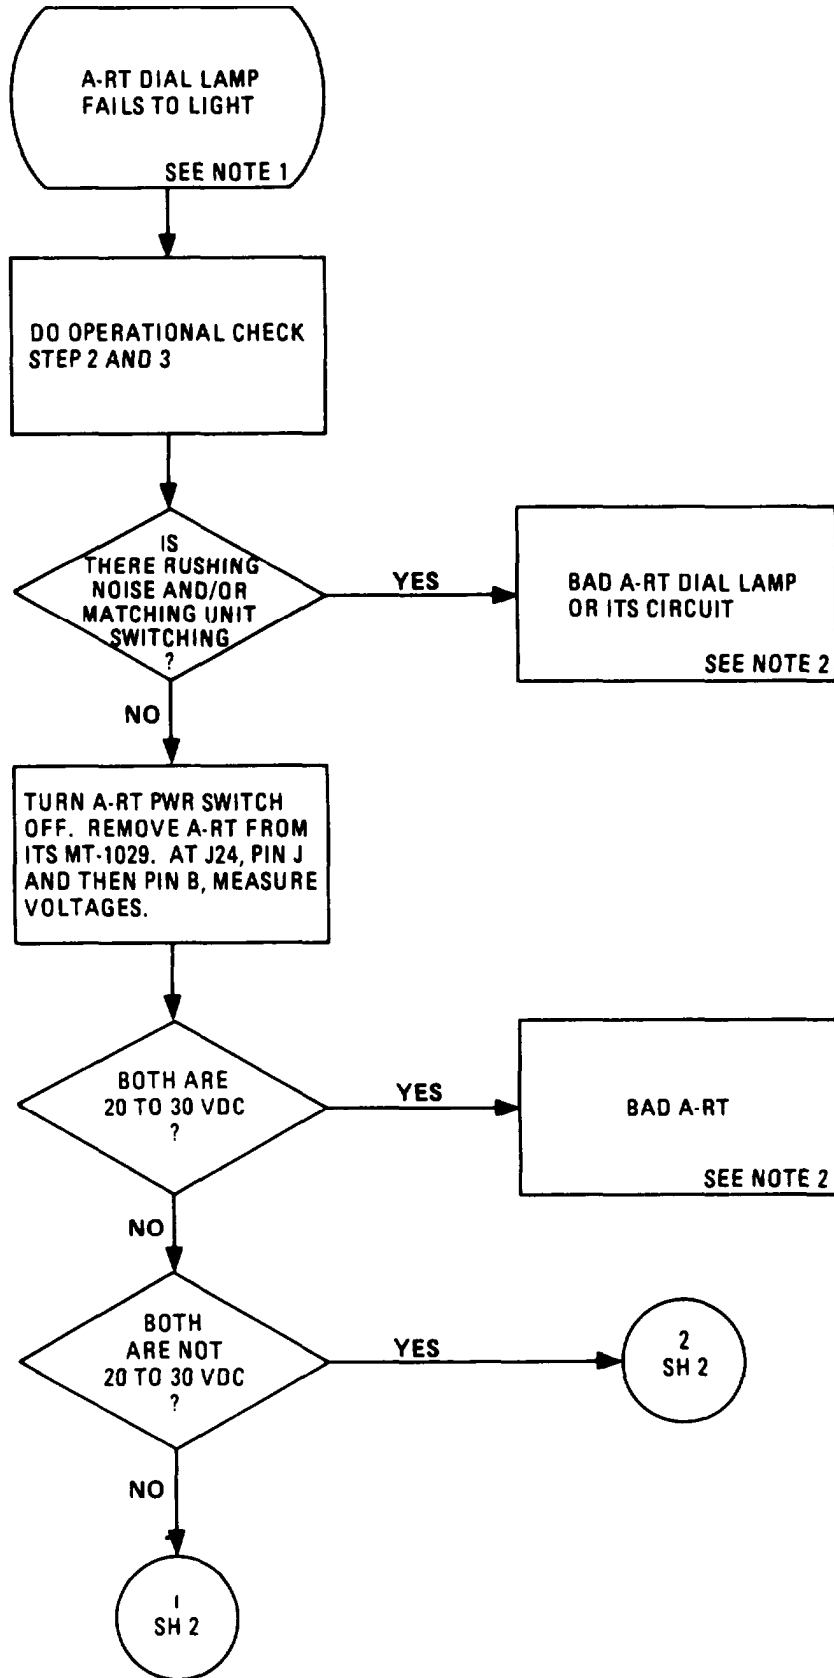 A-RT DIAL LAMP
FAILS TO LIGHT
SEE NOTE 1
DO OPERATIONAL CHECK
STEP 2 AND 3
IS
THERE RUSHING
NOISE AND/OR
MATCHING UNIT
SWITCHING
?
YES
BAD A-RT DIAL LAMP
OR ITS CIRCUIT
SEE NOTE 2
NO
TURN A-RT PWR SWITCH
OFF. REMOVE A-RT FROM
ITS MT-1029. AT J24, PIN J
AND THEN PIN B, MEASURE
VOLTAGES.
BOTH ARE
20 TO 30 VDC
?
YES
BAD A-RT
SEE NOTE 2
NO
BOTH
ARE NOT
20 TO 30 VDC
?
YES
2
SH 2
NO
1
SH 2